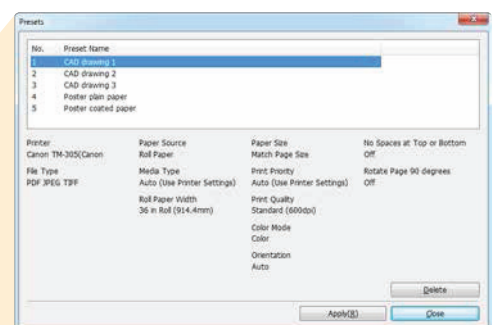 Presets
No. Preset Name
1 CAD drawing 1
2 CAD drawing 2
3 CAD drawing 3
4 Poster plain paper
5 Poster coated paper
Printer
Canon TM-305(Canon
File Type
PDF JPEG TIFF
Paper Source
Roll Paper
Media Type
Auto (Use Printer Settings)
Roll Paper Width
36 in Roll (914.4mm)
Paper Size
Match Page Size
Print Priority
Auto (Use Printer Settings)
Print Quality
Standard (600dpi)
Color Mode
Color
Orientation
Auto
No Spaces at Top or Bottom
Off
Rotate Page 90 degrees
Off
Delete
Apply(R)
Close